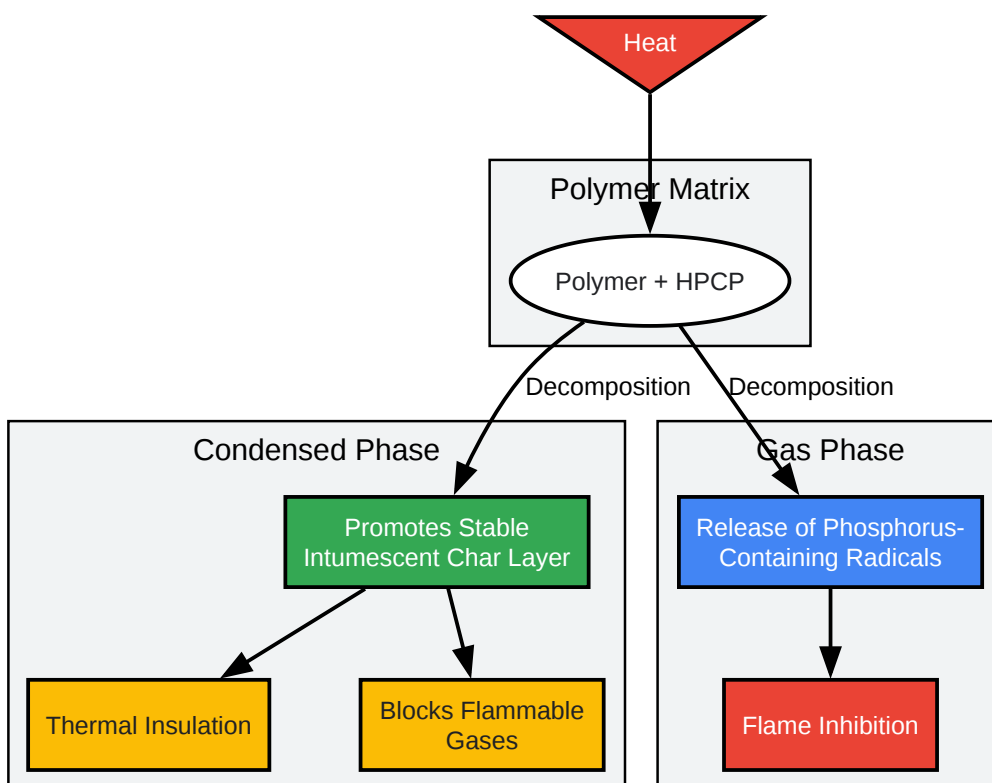 Heat
Polymer Matrix
Polymer + HPCP
Decomposition
Decomposition
Condensed Phase
Gas Phase
Promotes Stable
Intumescent Char Layer
Release of Phosphorus-
Containing Radicals
Thermal Insulation
Blocks Flammable
Gases
Flame Inhibition